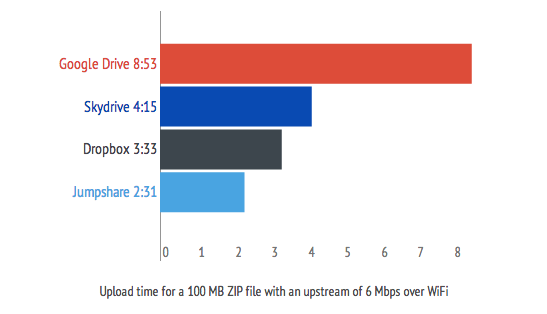 Google Drive 8:53
Skydrive 4:15
Dropbox 3:33
Jumpshare 2:31
0 1 2 3 4 5 6 7 8
Upload time for a 100 MB ZIP file with an upstream of 6 Mbps over WiFi